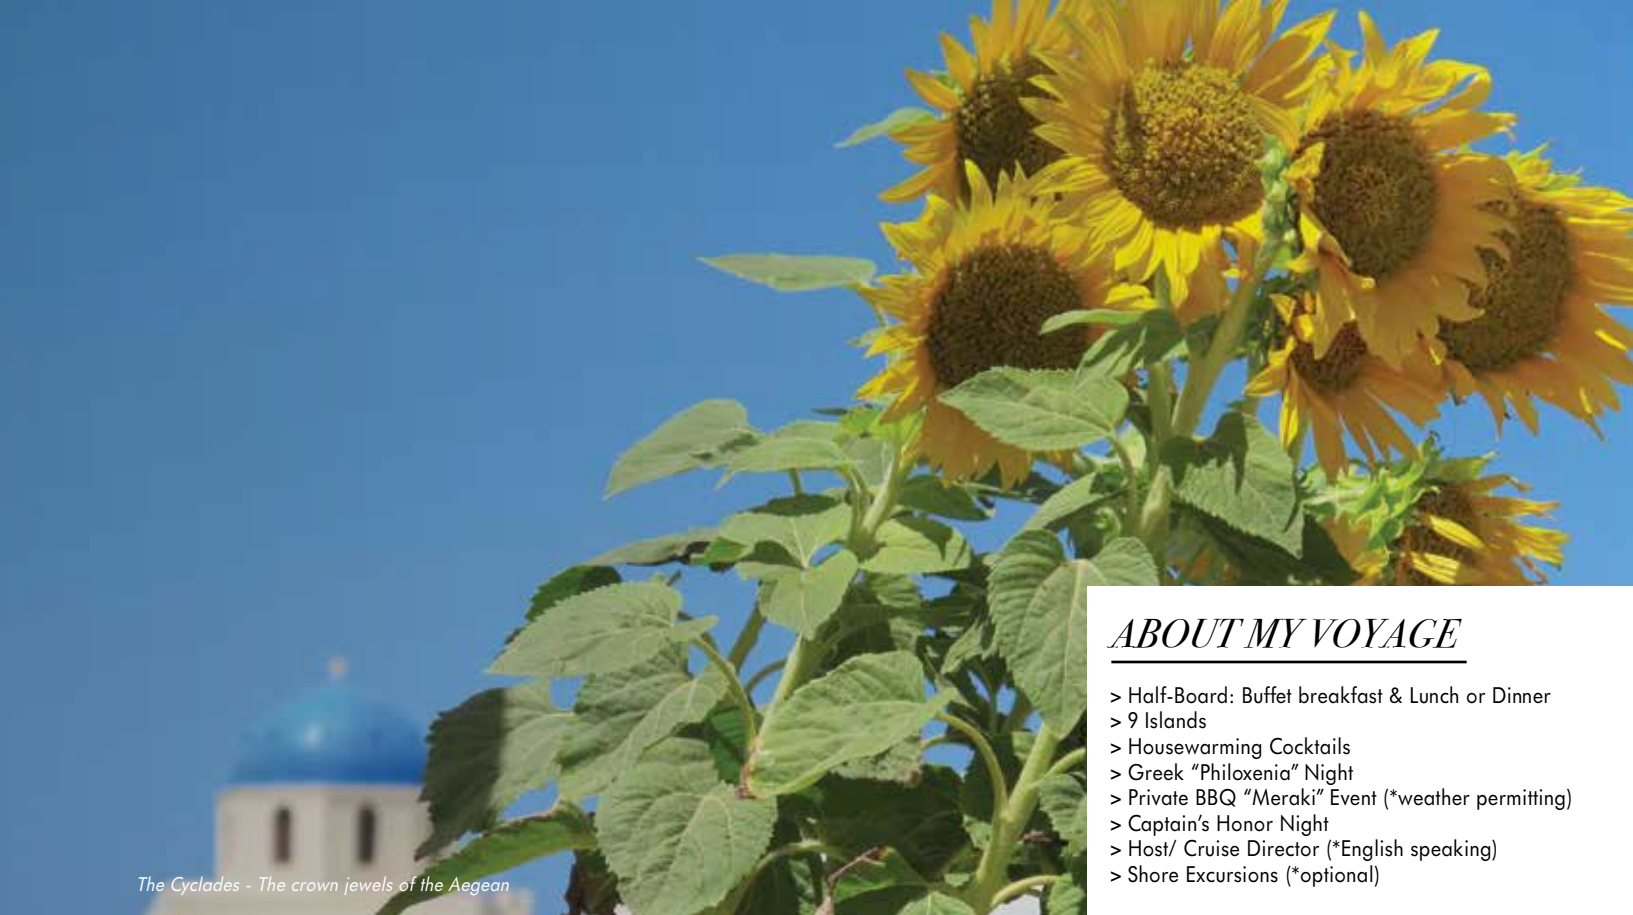 ABOUT MY VOYAGE
> Half-Board: Buffet breakfast & Lunch or Dinner
> 9 Islands
> Housewarming Cocktails
> Greek “Philoxenia” Night
> Private BBQ “Meraki” Event (*weather permitting)
> Captain’s Honor Night
> Host/ Cruise Director (*English speaking)
> Shore Excursions (*optional)
The Cyclades - The crown jewels of the Aegean